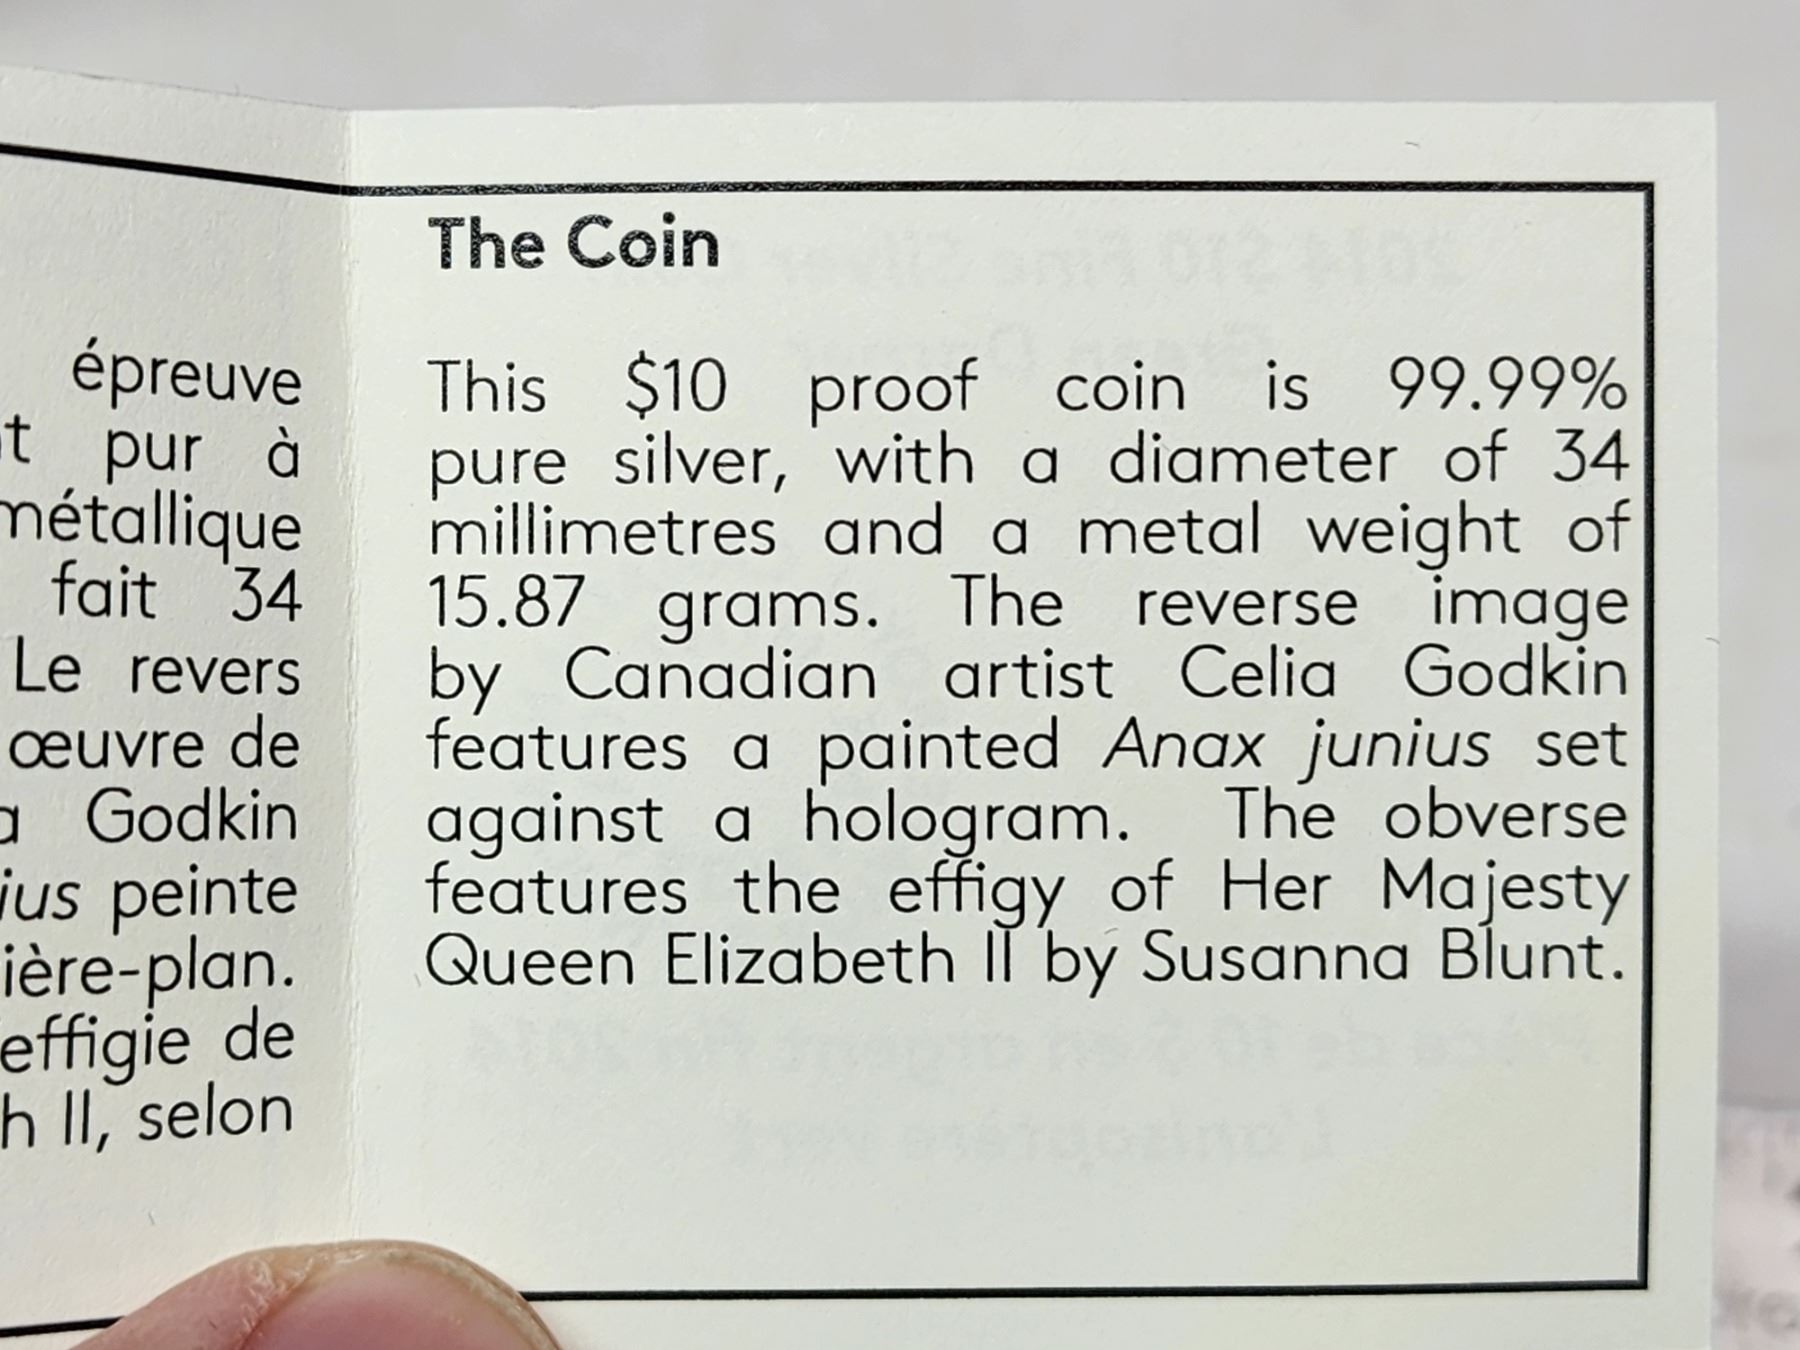 épreuve
pur à
métallique
fait 34
Le revers
œuvre de
Godkin
peinte
effigie de
II, selon
The Coin
This $10 proof coin is 99.99%
pure silver, with a diameter of 34
millimetres and a metal weight of
15.87 grams. The reverse image
by Canadian artist Celia Godkin
features a painted Anax junius set
against a hologram. The obverse
features the effigy of Her Majesty
Queen Elizabeth II by Susanna Blunt.